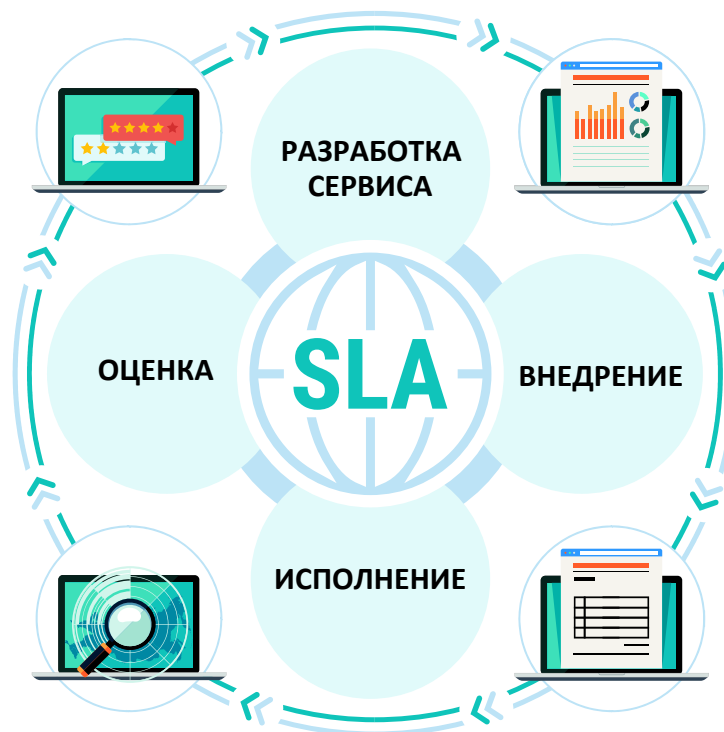 РАЗРАБОТКА
СЕРВИСА
ОЦЕНКА
SLA
ВНЕДРЕНИЕ
ИСПОЛНЕНИЕ